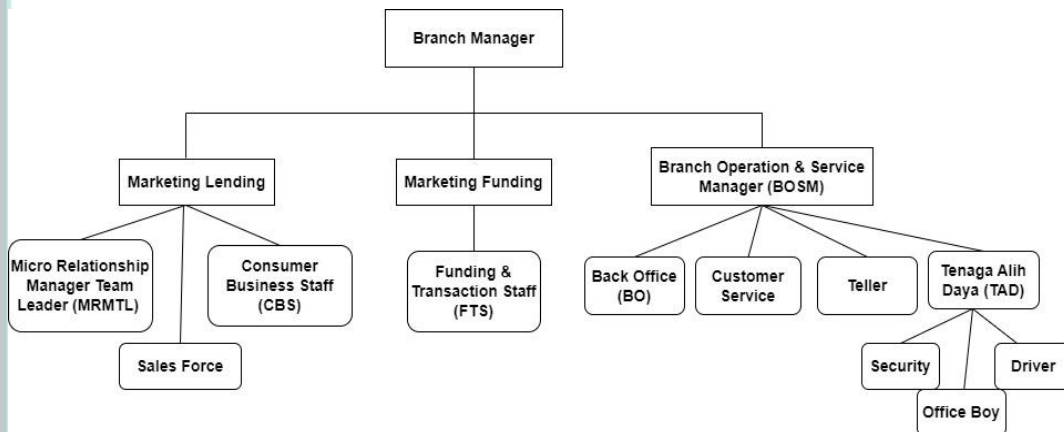 Branch Manager
Marketing Lending
Marketing Funding
Branch Operation & Service
Manager (BOSM)
Micro Relationship
Manager Team
Leader (MRMTL)
Sales Force
Consumer
Business Staff
(CBS)
Funding &
Transaction Staff
(FTS)
Back Office
(BO)
Customer
Service
Teller
Tenaga Alih
Daya (TAD)
Security
Office Boy
Driver